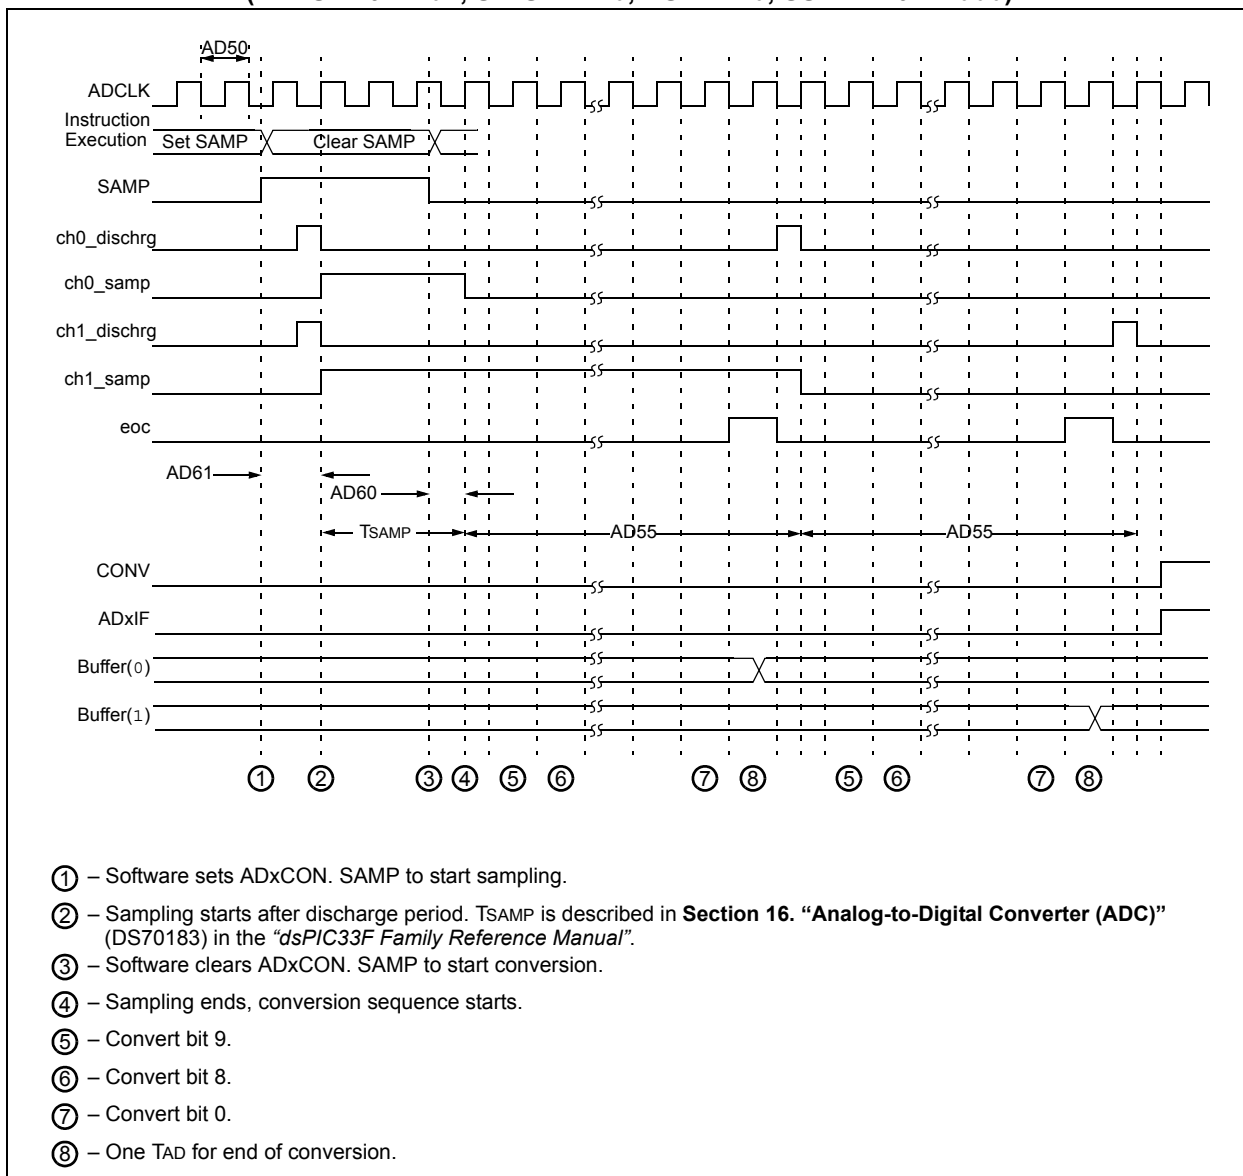 AD50
ADCLK
Instruction
Execution Set SAMP Clear SAMP
SAMP
ch0_dischrg
ch0_samp
ch1_dischrg
ch1_samp
eoc
AD61
AD60
TSAMP AD55 AD55
CONV
ADxIF
Buffer(0)
Buffer(1)
1 2 3 4 5 6 7 8 5 6 7 8
1 – Software sets ADxCON. SAMP to start sampling.
2 – Sampling starts after discharge period. TSAMP is described in Section 16. “Analog-to-Digital Converter (ADC)”
(DS70183) in the “dsPIC33F Family Reference Manual”.
3 – Software clears ADxCON. SAMP to start conversion.
4 – Sampling ends, conversion sequence starts.
5 – Convert bit 9.
6 – Convert bit 8.
7 – Convert bit 0.
8 – One TAD for end of conversion.